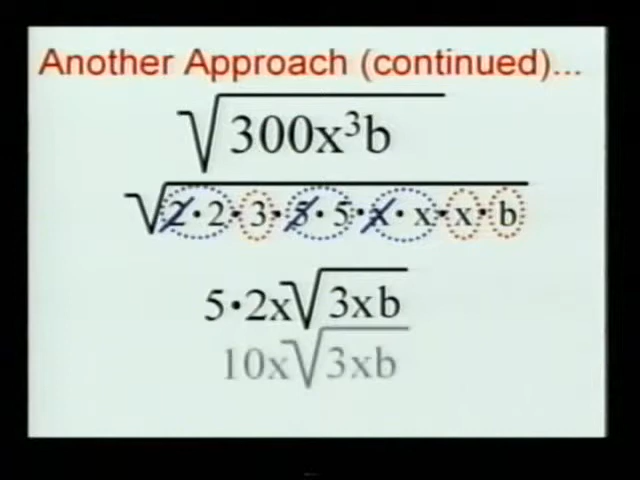 Another Approach (continued)...
√300x³b
√2·2·3·5·5·x·x·x·b
5·2x√3xb
10x√3xb